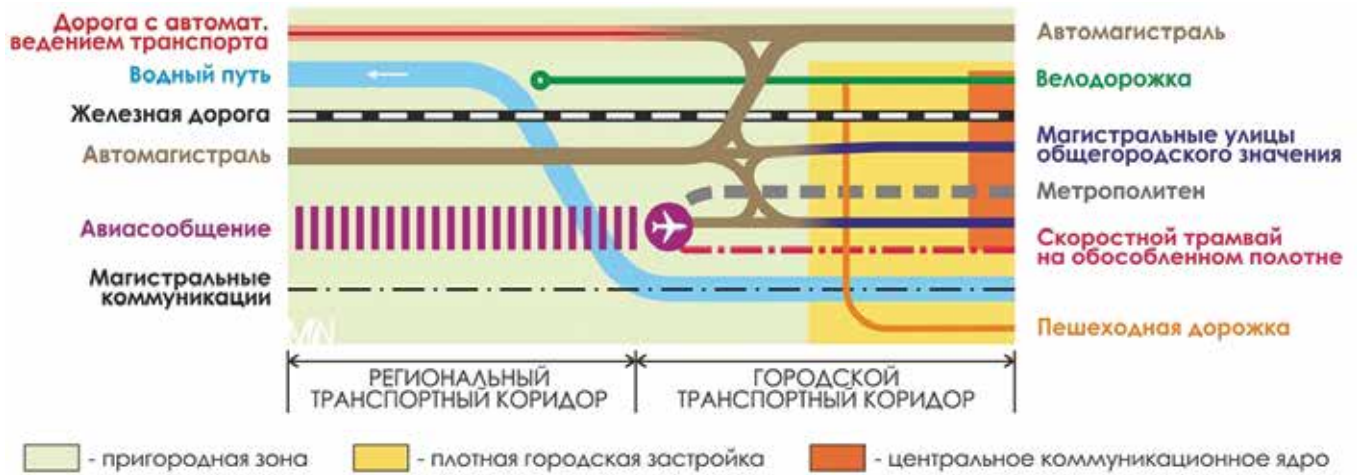 Дорога с автомат.
ведением транспорта
Водный путь
Железная дорога
Автомагистраль
Авиасообщение
Магистральные
коммуникации
Автомагистраль
Велодорожка
Магистральные улицы
общегородского значения
Метрополитен
Скоростной трамвай
на обособленном полотне
Пешеходная дорожка
РЕГИОНАЛЬНЫЙ
ТРАНСПОРТНЫЙ КОРИДОР
ГОРОДСКОЙ
ТРАНСПОРТНЫЙ КОРИДОР
- пригородная зона
- плотная городская застройка
- центральное коммуникационное ядро